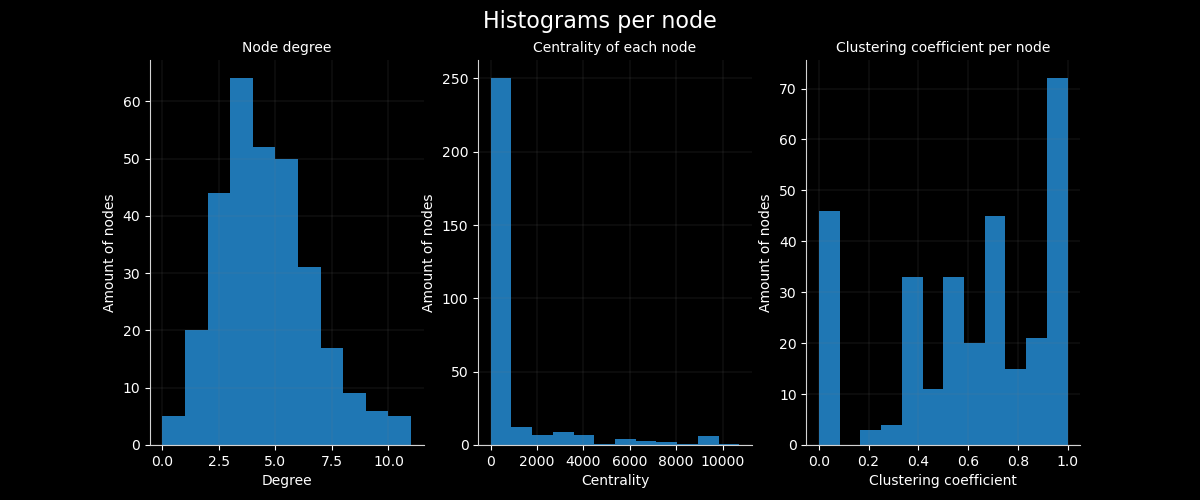 Histograms per node
Node degree
Amount of nodes
60
50
40
30
20
10
0
0.0 2.5 5.0 7.5 10.0
Degree
Centrality of each node
Amount of nodes
250
200
150
100
50
0
0 2000 4000 6000 8000 10000
Centrality
Clustering coefficient per node
Amount of nodes
70
60
50
40
30
20
10
0
0.0 0.2 0.4 0.6 0.8 1.0
Clustering coefficient